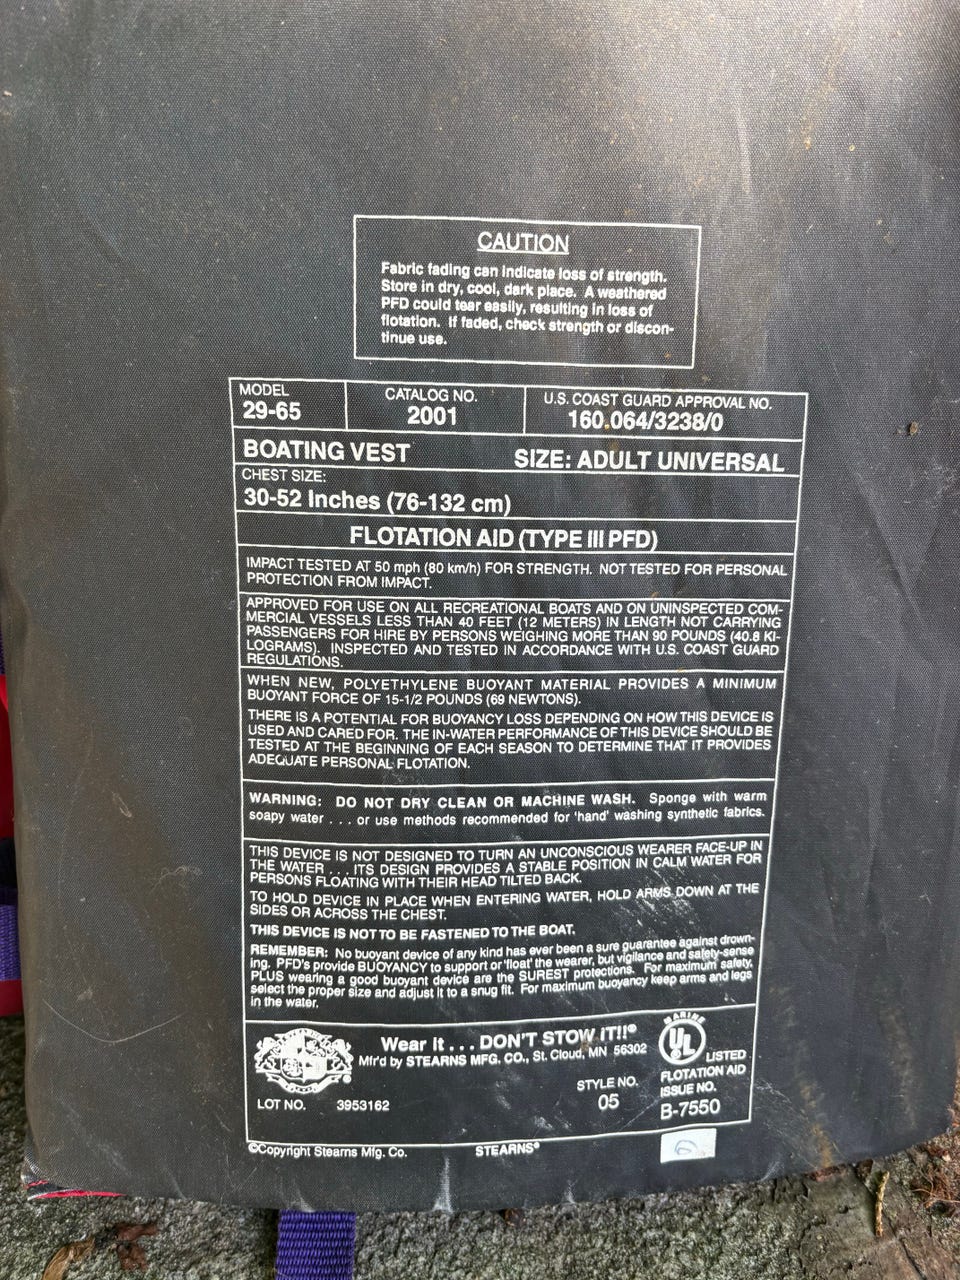 CAUTION
Fabric fading can indicate loss of strength.
Store in dry, cool, dark place. A weathered
PFD could tear easily, resulting in loss of
flotation. If faded, check strength or discon-
tinue use.
MODEL
29-65
CATALOG NO.
2001
U.S. COAST GUARD APPROVAL NO.
160.064/3238/0
BOATING VEST
SIZE: ADULT UNIVERSAL
CHEST SIZE:
30-52 Inches (76-132 cm)
FLOTATION AID (TYPE III PFD)
IMPACT TESTED AT 50 mph (80 km/h) FOR STRENGTH. NOT TESTED FOR PERSONAL
PROTECTION FROM IMPACT.
APPROVED FOR USE ON ALL RECREATIONAL BOATS AND ON UNINSPECTED COM-
MERCIAL VESSELS LESS THAN 40 FEET (12 METERS) IN LENGTH NOT CARRYING
PASSENGERS FOR HIRE BY PERSONS WEIGHING MORE THAN 90 POUNDS (40.8 KI-
LOGRAMS). INSPECTED AND TESTED IN ACCORDANCE WITH U.S. COAST GUARD
REGULATIONS.
WHEN NEW, POLYETHYLENE BUOYANT MATERIAL PROVIDES A MINIMUM
BUOYANT FORCE OF 15-1/2 POUNDS (69 NEWTONS).
THERE IS A POTENTIAL FOR BUOYANCY LOSS DEPENDING ON HOW THIS DEVICE IS
USED AND CARED FOR. THE IN-WATER PERFORMANCE OF THIS DEVICE SHOULD BE
TESTED AT THE BEGINNING OF EACH SEASON TO DETERMINE THAT IT PROVIDES
ADEQUATE PERSONAL FLOTATION.
WARNING: DO NOT DRY CLEAN OR MACHINE WASH. Sponge with warm
soapy water . . . or use methods recommended for 'hand' washing synthetic fabrics.
THIS DEVICE IS NOT DESIGNED TO TURN AN UNCONSCIOUS WEARER FACE-UP IN
THE WATER . . . ITS DESIGN PROVIDES A STABLE POSITION IN CALM WATER FOR
PERSONS FLOATING WITH THEIR HEAD TILTED BACK.
TO HOLD DEVICE IN PLACE WHEN ENTERING WATER, HOLD ARMS DOWN AT THE
SIDES OR ACROSS THE CHEST.
THIS DEVICE IS NOT TO BE FASTENED TO THE BOAT.
REMEMBER: No buoyant device of any kind has ever been a sure guarantee against drown-
ing. PFD's provide BUOYANCY to support or 'float' the wearer, but vigilance and safety-sense
PLUS wearing a good buoyant device are the SUREST protections. For maximum safety,
select the proper size and adjust it to a snug fit. For maximum buoyancy keep arms and legs
in the water.
Wear It . . . DON'T STOW IT!!®
Mfr'd by STEARNS MFG. CO., St. Cloud, MN 56302
MARINE
UL
LISTED
FLOTATION AID
ISSUE NO.
B-7550
STYLE NO.
05
LOT NO. 3953162
©Copyright Stearns Mfg. Co.
STEARNS®